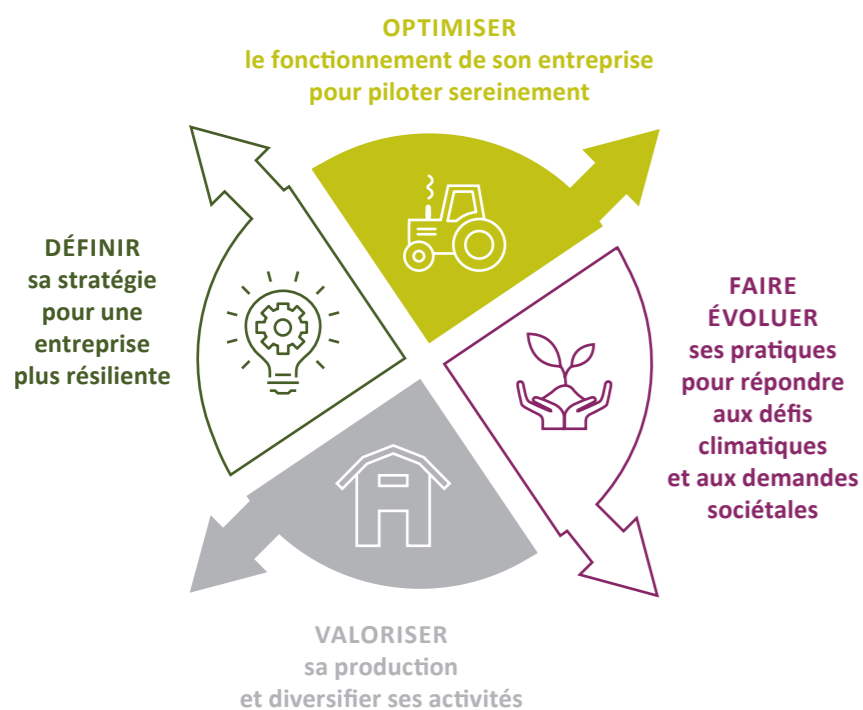 OPTIMISER
le fonctionnement de son entreprise
pour piloter sereinement
DÉFINIR
sa stratégie
pour une
entreprise
plus résiliente
FAIRE
ÉVOLUER
ses pratiques
pour répondre
aux défis
climatiques
et aux demandes
sociétales
VALORISER
sa production
et diversifier ses activités